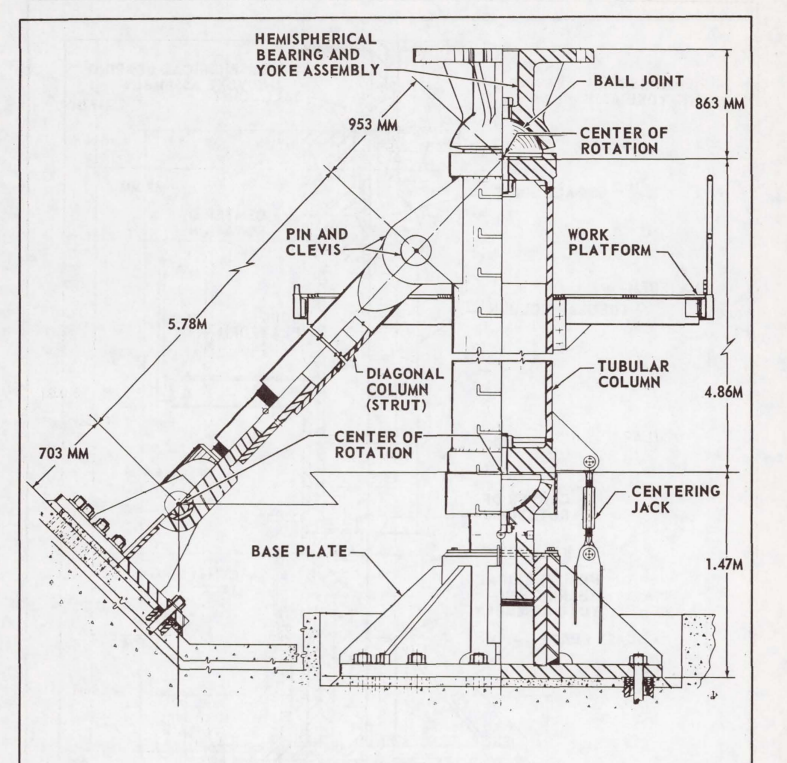 HEMISPHERICAL
BEARING AND
YOKE ASSEMBLY
BALL JOINT
863 MM
953 MM
CENTER OF
ROTATION
PIN AND
CLEVIS
WORK
PLATFORM
5.78M
DIAGONAL
COLUMN
(STRUT)
TUBULAR
COLUMN
4.86M
703 MM
CENTER OF
ROTATION
CENTERING
JACK
BASE PLATE
1.47M